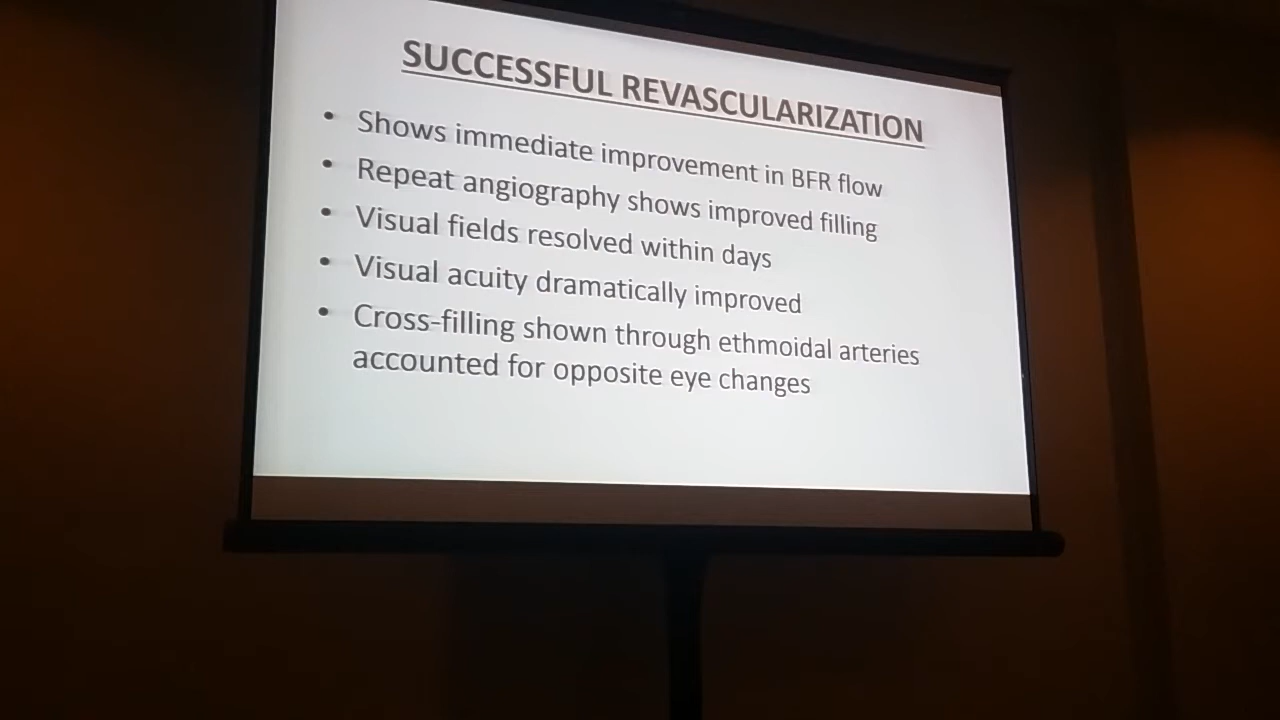 SUCCESSFUL REVASCULARIZATION
• Shows immediate improvement in BFR flow
• Repeat angiography shows improved filling
• Visual fields resolved within days
• Visual acuity dramatically improved
• Cross-filling shown through ethmoidal arteries
accounted for opposite eye changes